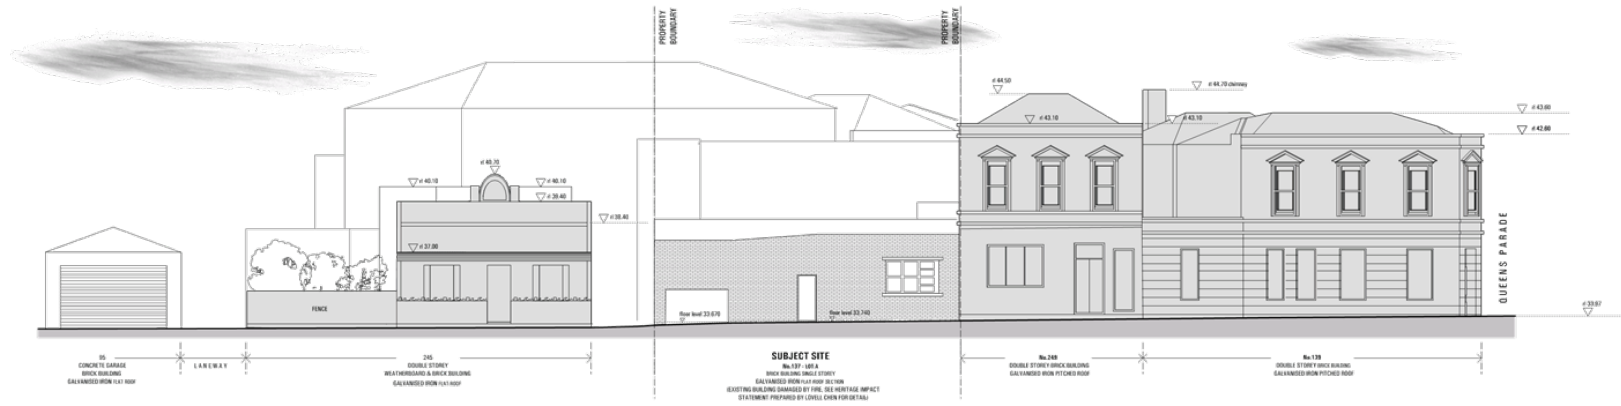 PROPERTY
BOUNDARY
PROPERTY
BOUNDARY
rl 44.50
rl 44.70 chimney
rl 43.10
rl 43.10
rl 43.60
rl 42.60
rl 40.70
rl 40.10
rl 40.10
rl 39.40
rl 39.40
rl 37.00
FENCE
floor level 33.670
floor level 33.740
QUEENS PARADE
rl 33.67
95
CONCRETE GARAGE
BRICK BUILDING
GALVANISED IRON FLAT ROOF
LANEWAY
245
DOUBLE STOREY
WEATHERBOARD & BRICK BUILDING
GALVANISED IRON FLAT ROOF
SUBJECT SITE
No.137 - LOT A
BRICK BUILDING SINGLE STOREY
GALVANISED IRON FLAT ROOF SECTION
(EXISTING BUILDING DAMAGED BY FIRE, SEE HERITAGE IMPACT
STATEMENT PREPARED BY LOVELL CHEN FOR DETAIL)
No.249
DOUBLE STOREY BRICK BUILDING
GALVANISED IRON PITCHED ROOF
No.139
DOUBLE STOREY BRICK BUILDING
GALVANISED IRON PITCHED ROOF